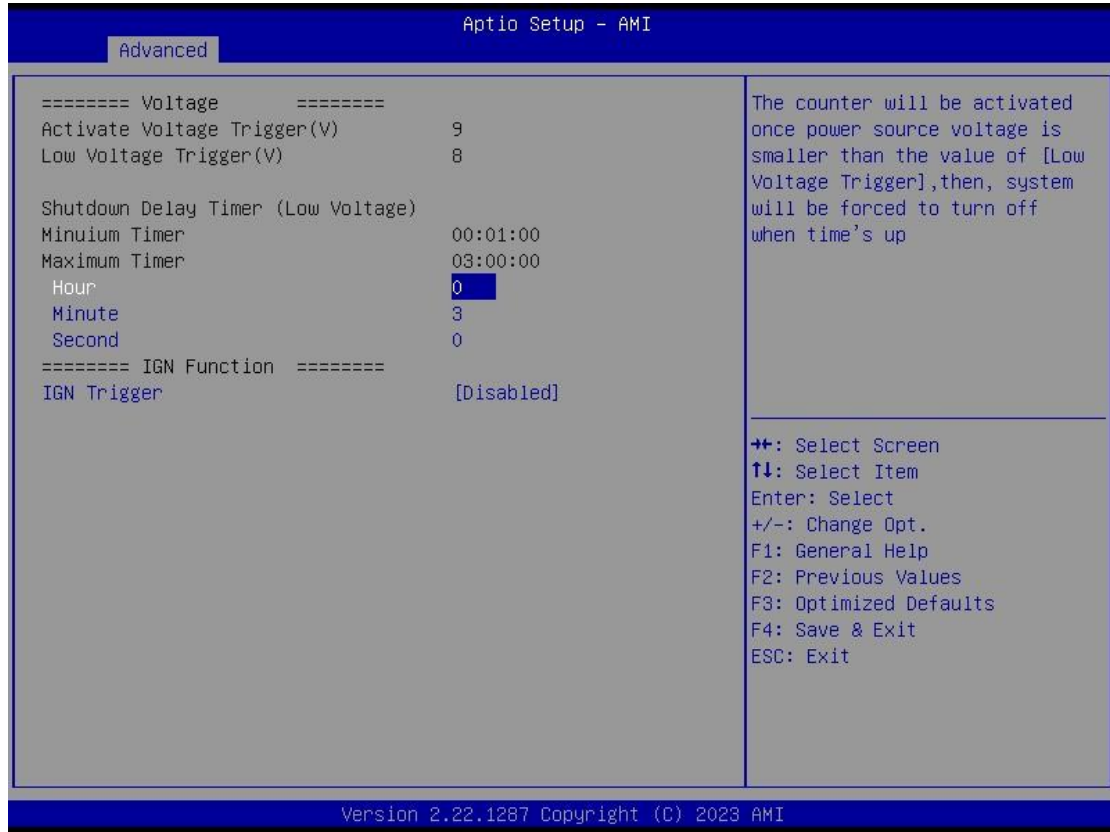 Aptio Setup - AMI
Advanced
======== Voltage ========
Activate Voltage Trigger(V) 9
Low Voltage Trigger(V) 8
Shutdown Delay Timer (Low Voltage)
Minuium Timer 00:01:00
Maximum Timer 03:00:00
Hour 0
Minute 3
Second 0
======== IGN Function ========
IGN Trigger [Disabled]
The counter will be activated
once power source voltage is
smaller than the value of [Low
Voltage Trigger],then, system
will be forced to turn off
when time's up
→←: Select Screen
↑↓: Select Item
Enter: Select
+/-: Change Opt.
F1: General Help
F2: Previous Values
F3: Optimized Defaults
F4: Save & Exit
ESC: Exit
Version 2.22.1287 Copyright (C) 2023 AMI